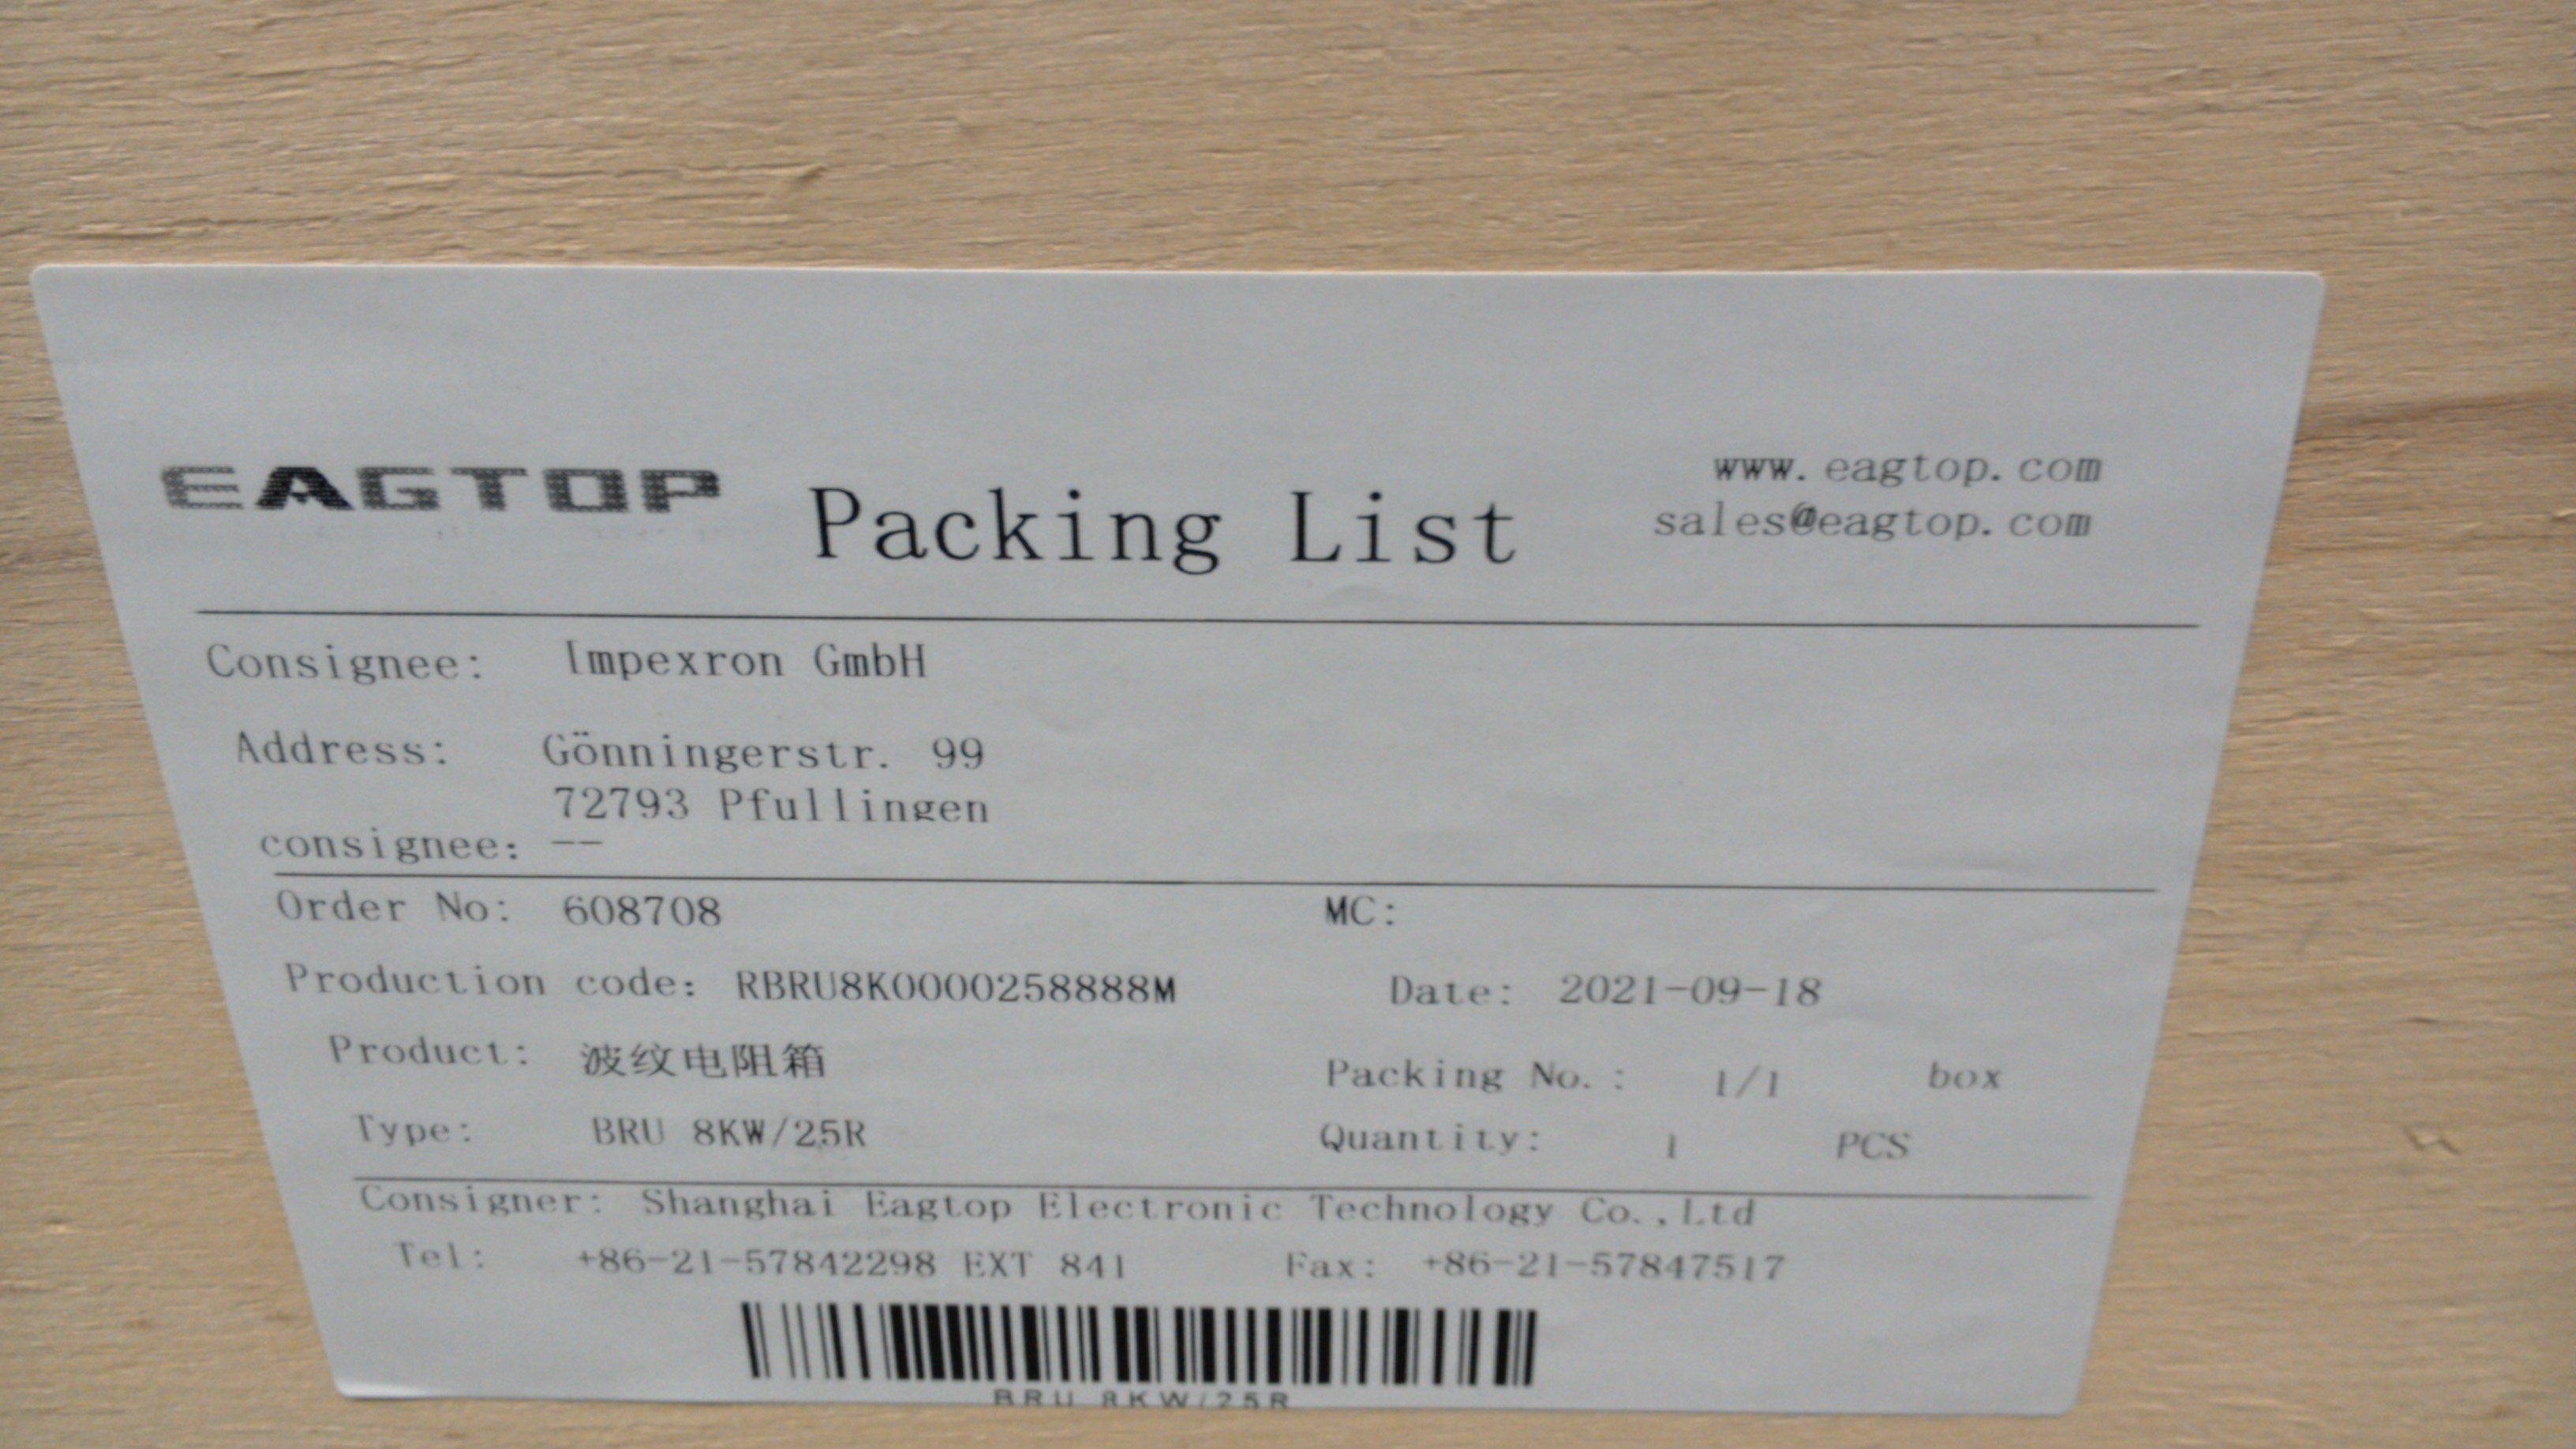 EAGTOP
Packing List
www.eagtop.com
sales@eagtop.com
Consignee: Impexron GmbH
Address: Gönningerstr. 99
72793 Pfullingen
consignee: --
Order No: 608708 MC:
Production code: RBRU8K0000258888M Date: 2021-09-18
Product: 波纹电阻箱 Packing No.: 1/1 box
Type: BRU 8KW/25R Quantity: 1 PCS
Consigner: Shanghai Eagtop Electronic Technology Co.,Ltd
Tel: +86-21-57842298 EXT 841 Fax: +86-21-57847517
BRU 8KW/25R